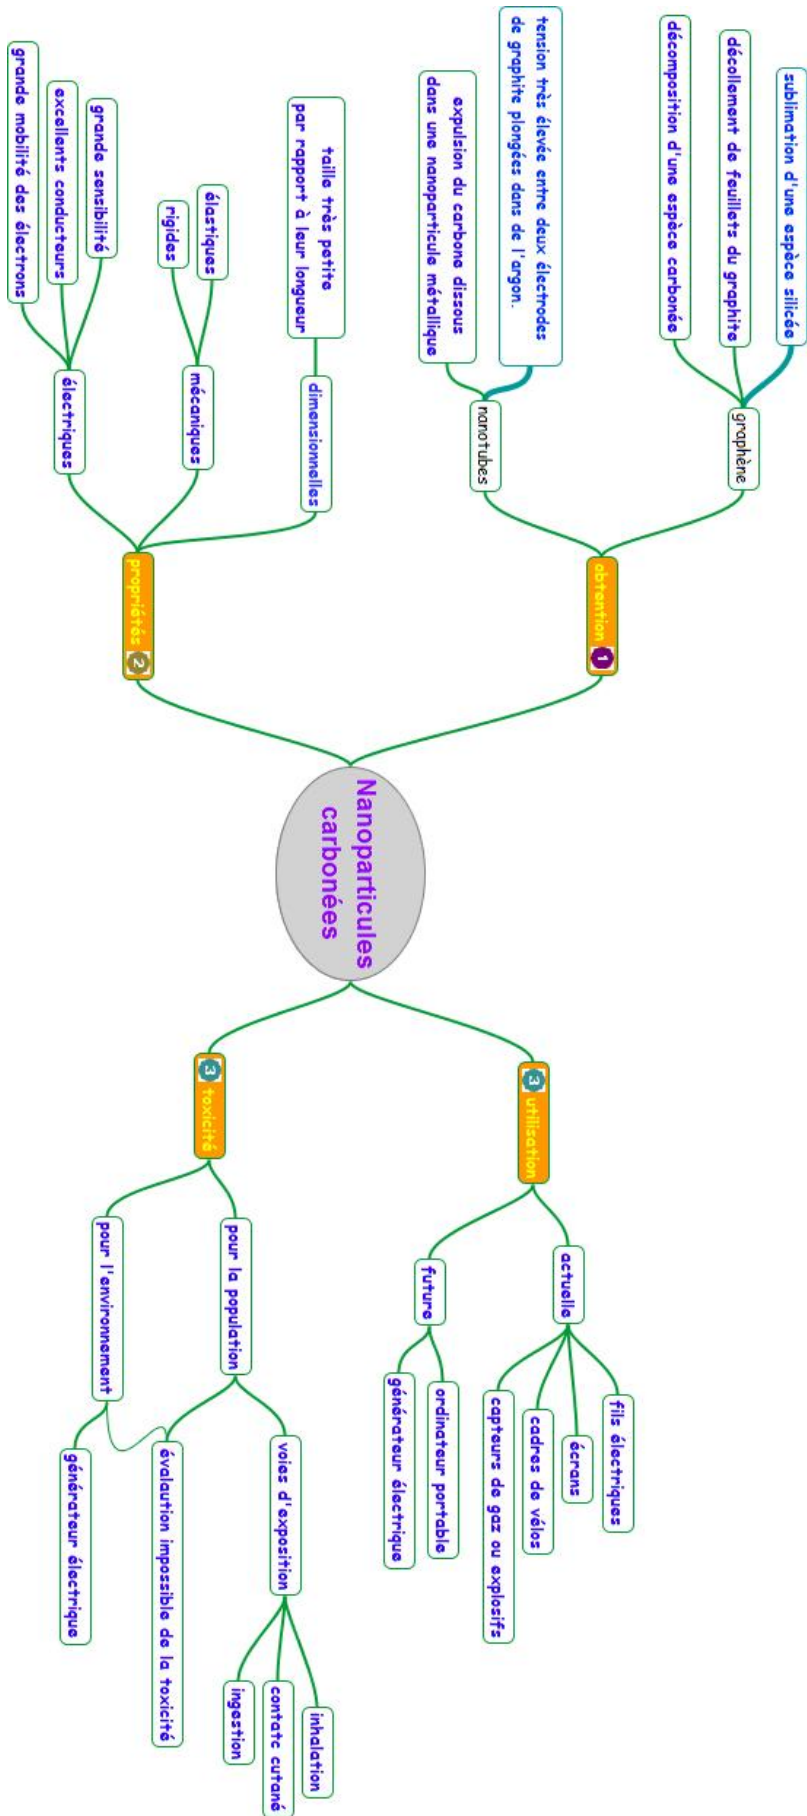 Nanoparticules
carbonées
obtention 1
graphène
sublimation d'une espèce silicée
décollement de feuillets du graphite
décomposition d'une espèce carbonée
nanotubes
tension très élevée entre deux électrodes
de graphite plongées dans de l'argon.
expulsion du carbone dissous
dans une nanoparticule métallique
propriétés 2
dimensionnelles
taille très petite
par rapport à leur longueur
mécaniques
élastiques
rigides
électriques
grande sensibilité
excellents conducteurs
grande mobilité des électrons
3 utilisation
actuelle
fils électriques
écrans
cadres de vélos
capteurs de gaz ou explosifs
future
ordinateur portable
générateur électrique
3 toxicité
pour la population
voies d'exposition
inhalation
contatc cutané
ingestion
évalaution impossible de la toxicité
pour l'environnement
générateur électrique